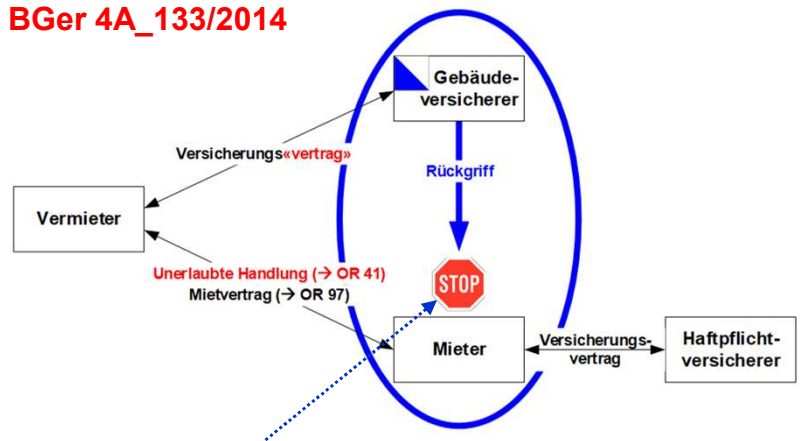 BGer 4A_133/2014
Gebäude-
versicherer
Versicherungs«vertrag»
Rückgriff
Vermieter
Unerlaubte Handlung (→ OR 41)
Mietvertrag (→ OR 97)
STOP
Mieter
Versicherungs-
vertrag
Haftpflicht-
versicherer